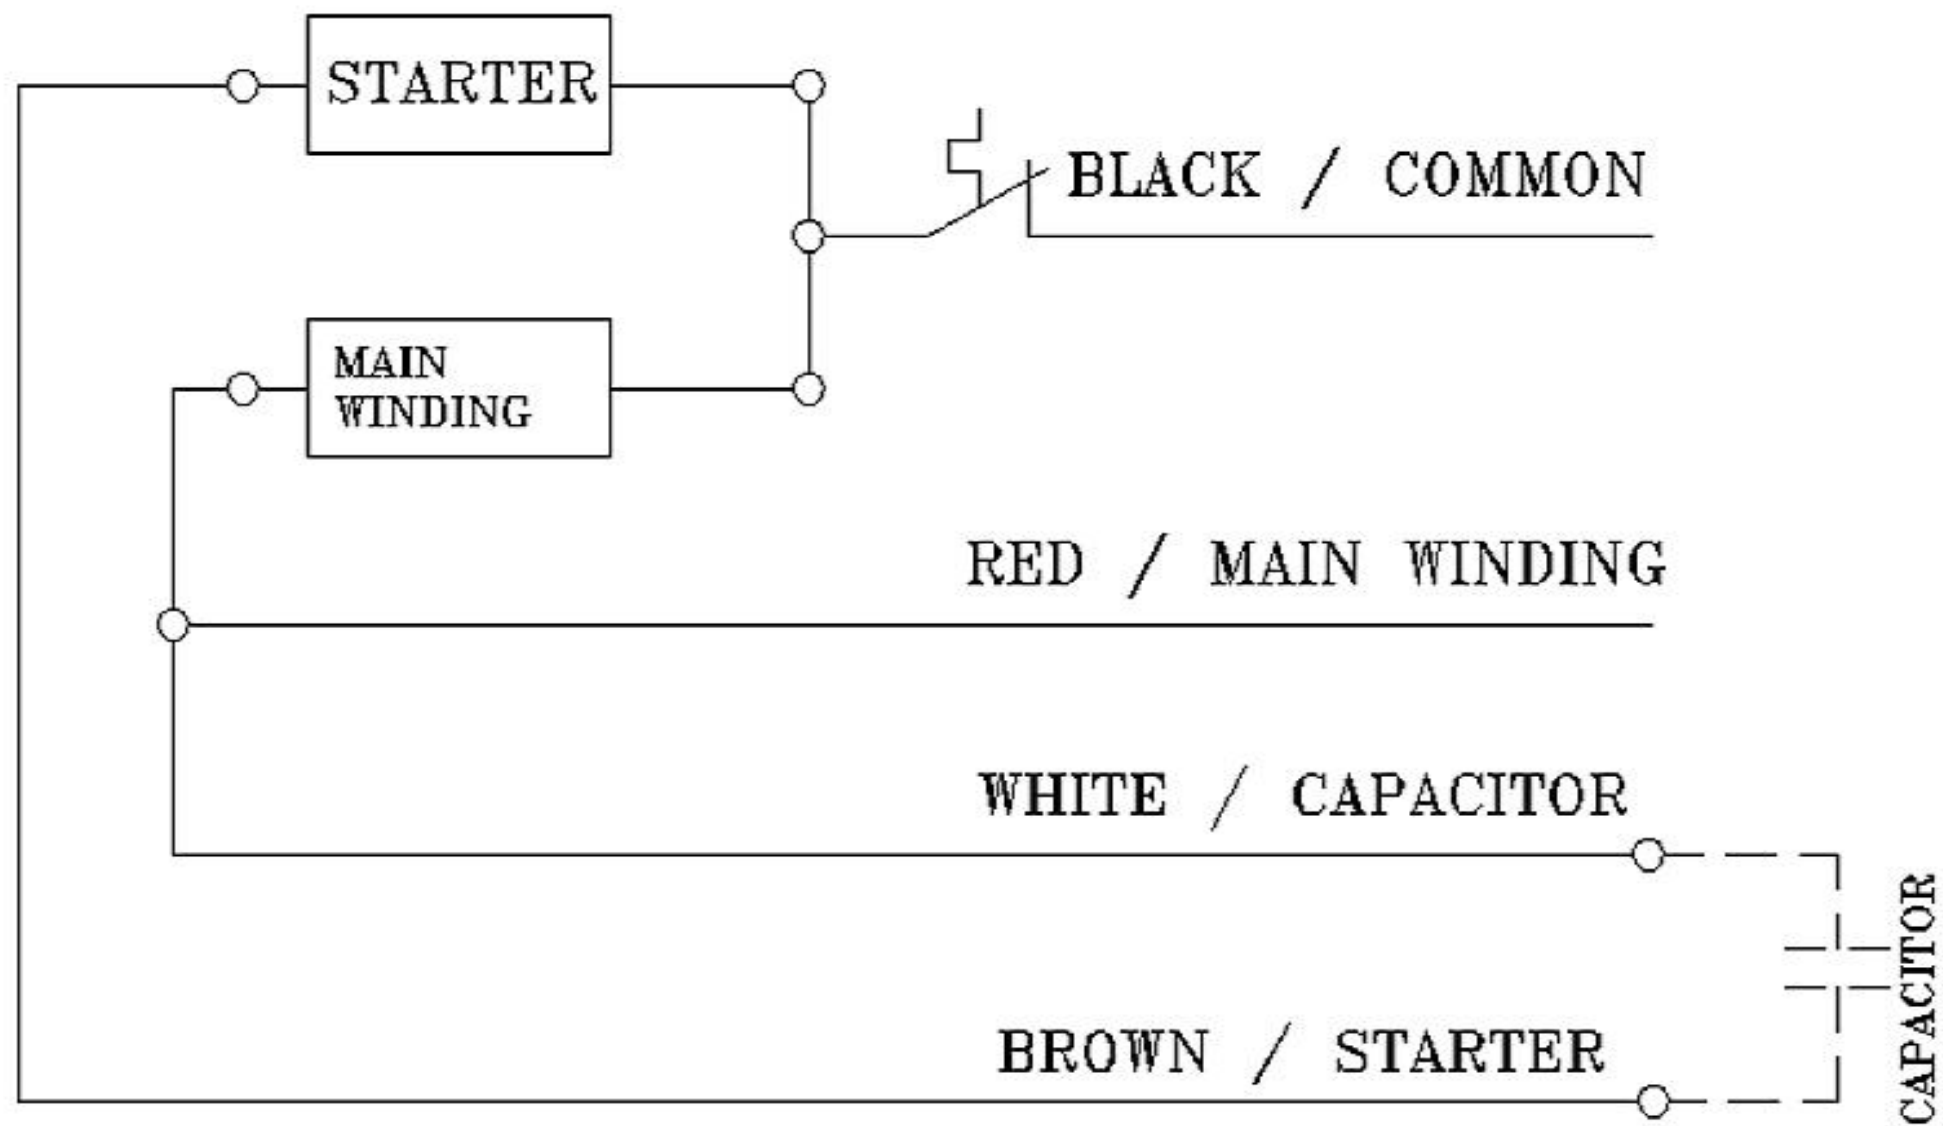 STARTER
BLACK / COMMON
MAIN
WINDING
RED / MAIN WINDING
WHITE / CAPACITOR
CAPACITOR
BROWN / STARTER